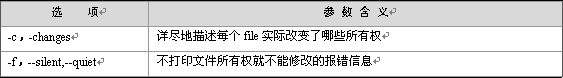 选 项 参 数 含 义
-c，-changes 详尽地描述每个 file 实际改变了哪些所有权
-f，--silent,--quiet 不打印文件所有权就不能修改的报错信息